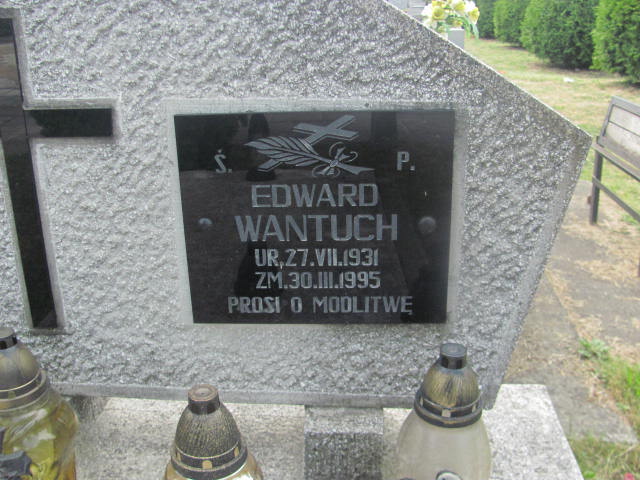 Ś. P.
EDWARD
WANTUCH
UR,27.VII.1931
ZM.30.III.1995
PROSI O MODLITWĘ